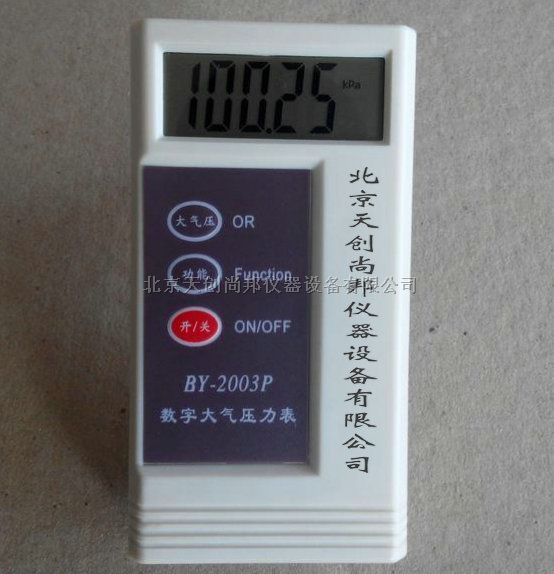 100.25 kPa
大气压 OR
功能 Function
开/关 ON/OFF
BY-2003P
数字大气压力表
北京天创尚邦仪器设备有限公司
北京天创尚邦仪器设备有限公司